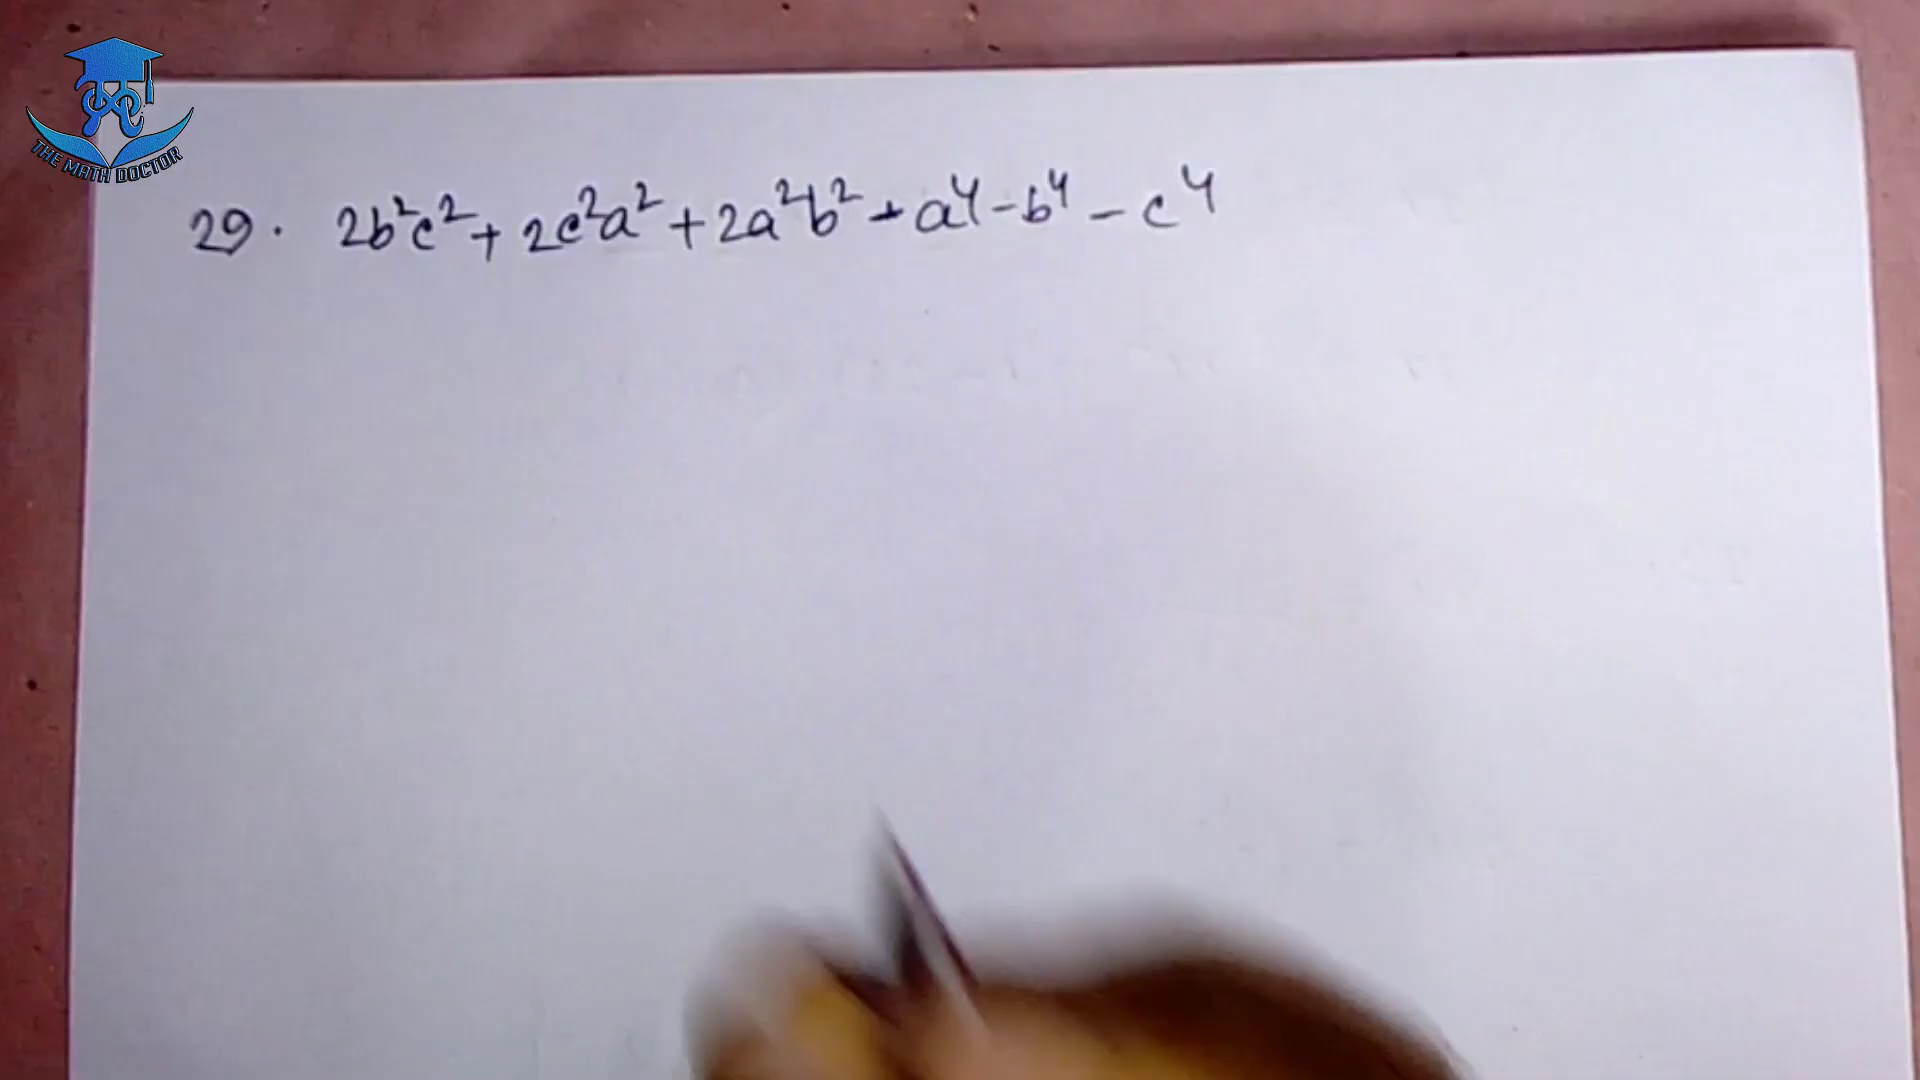 THE MATH DOCTOR
29. 2b²c² + 2c²a² + 2a²b² - a⁴ - b⁴ - c⁴